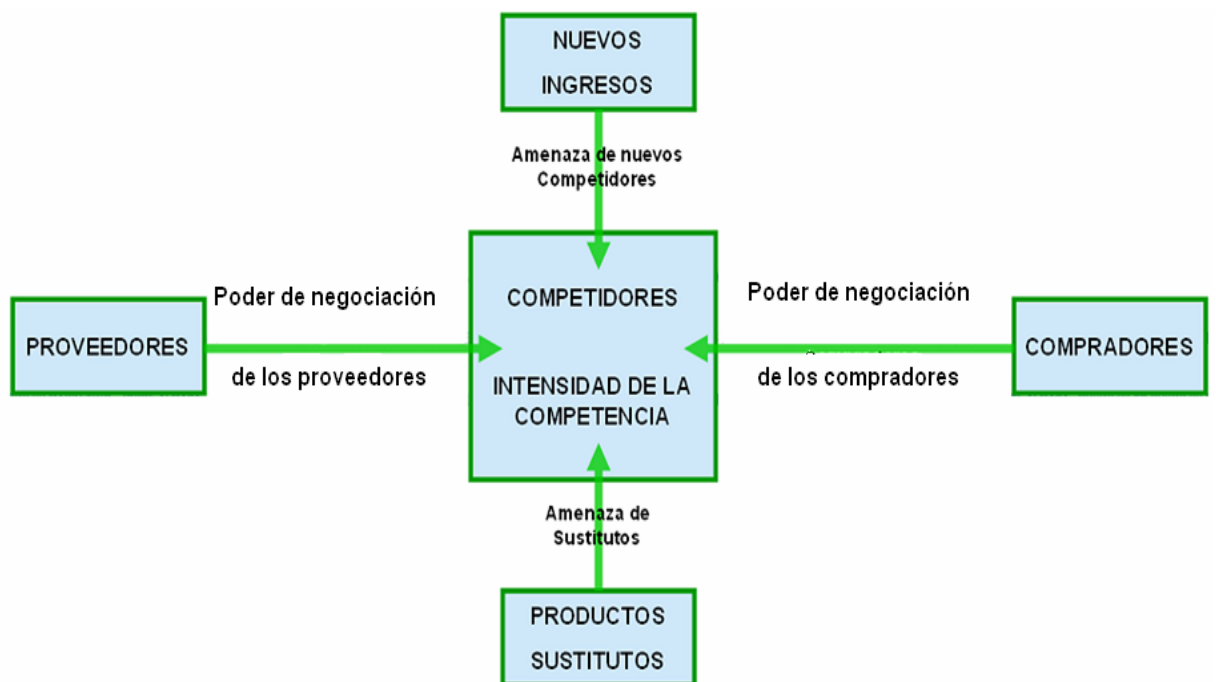 NUEVOS
INGRESOS
Amenaza de nuevos
Competidores
Poder de negociación
de los proveedores
PROVEEDORES
COMPETIDORES
INTENSIDAD DE LA
COMPETENCIA
Poder de negociación
de los compradores
COMPRADORES
Amenaza de
Sustitutos
PRODUCTOS
SUSTITUTOS